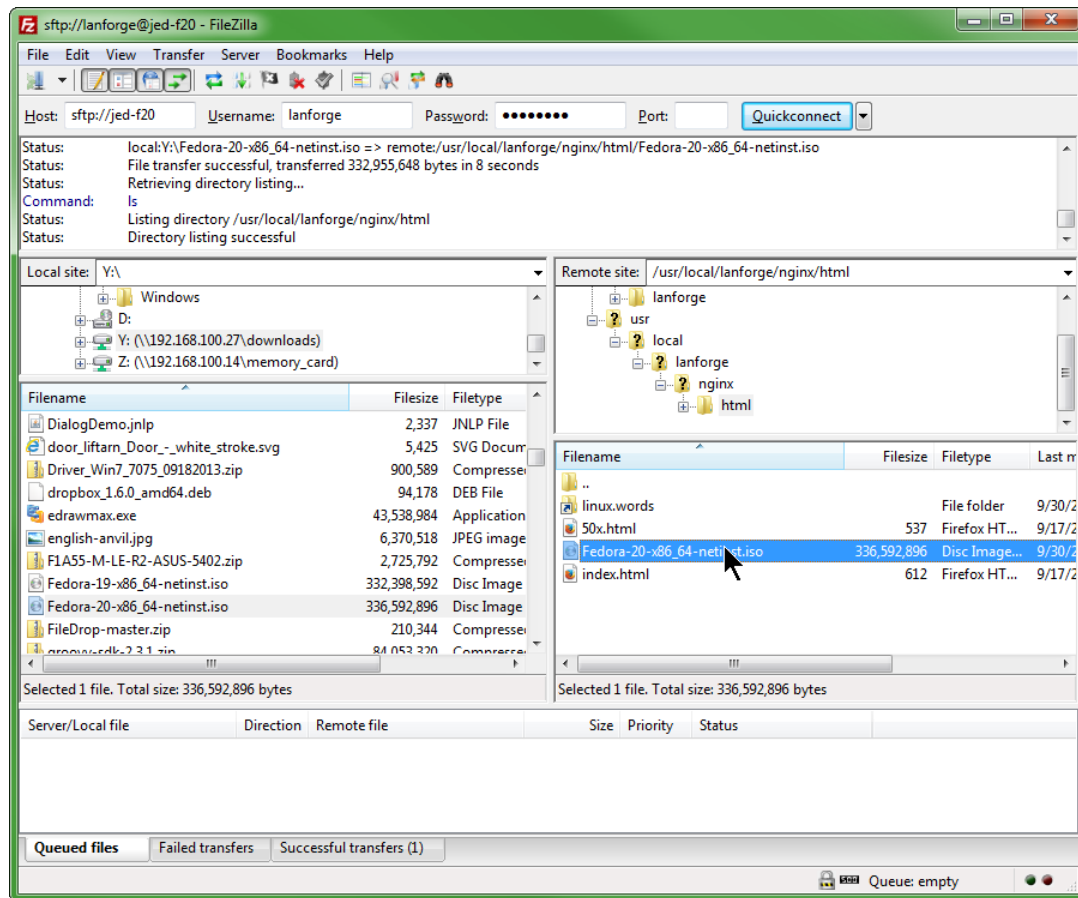 sftp://lanforge@jed-f20 - FileZilla
File Edit View Transfer Server Bookmarks Help
Host: sftp://jed-f20 Username: lanforge Password: ●●●●●●●● Port: Quickconnect
Status: local:Y:\Fedora-20-x86_64-netinst.iso => remote:/usr/local/lanforge/nginx/html/Fedora-20-x86_64-netinst.iso
Status: File transfer successful, transferred 332,955,648 bytes in 8 seconds
Status: Retrieving directory listing...
Command: ls
Status: Listing directory /usr/local/lanforge/nginx/html
Status: Directory listing successful
Local site: Y:\
Windows
D:
Y: (\\192.168.100.27\downloads)
Z: (\\192.168.100.14\memory_card)
Filename Filesize Filetype
DialogDemo.jnlp 2,337 JNLP File
door_liftarn_Door_-_white_stroke.svg 5,425 SVG Docum
Driver_Win7_7075_09182013.zip 900,589 Compresse
dropbox_1.6.0_amd64.deb 94,178 DEB File
edrawmax.exe 43,538,984 Application
english-anvil.jpg 6,370,518 JPEG image
F1A55-M-LE-R2-ASUS-5402.zip 2,725,792 Compresse
Fedora-19-x86_64-netinst.iso 332,398,592 Disc Image
Fedora-20-x86_64-netinst.iso 336,592,896 Disc Image
FileDrop-master.zip 210,344 Compresse
groovy-sdk-2.3.1.zip 84,053,320 Compresse
Selected 1 file. Total size: 336,592,896 bytes
Remote site: /usr/local/lanforge/nginx/html
lanforge
usr
local
lanforge
nginx
html
Filename Filesize Filetype Last m
..
linux.words File folder 9/30/2
50x.html 537 Firefox HT... 9/17/2
Fedora-20-x86_64-netinst.iso 336,592,896 Disc Image... 9/30/2
index.html 612 Firefox HT... 9/17/2
Selected 1 file. Total size: 336,592,896 bytes
Server/Local file Direction Remote file Size Priority Status
Queued files Failed transfers Successful transfers (1)
Queue: empty